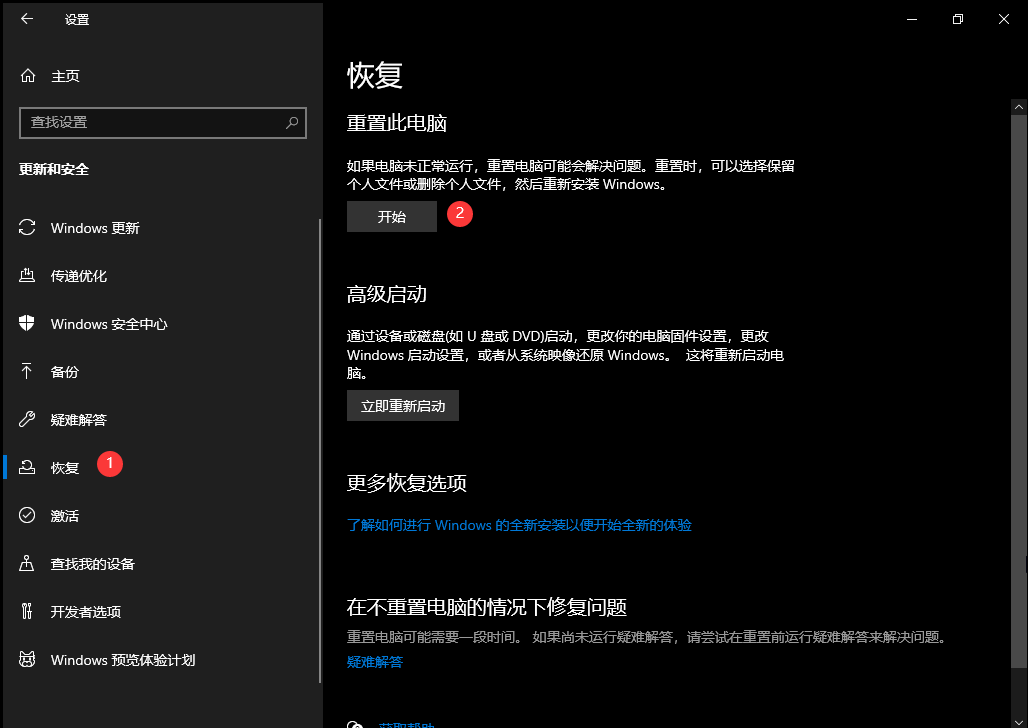 设置
主页
查找设置
更新和安全
Windows 更新
传递优化
Windows 安全中心
备份
疑难解答
恢复
1
激活
查找我的设备
开发者选项
Windows 预览体验计划
恢复
重置此电脑
如果电脑未正常运行，重置电脑可能会解决问题。重置时，可以选择保留
个人文件或删除个人文件，然后重新安装 Windows。
开始
2
高级启动
通过设备或磁盘(如 U 盘或 DVD)启动，更改你的电脑固件设置，更改
Windows 启动设置，或者从系统映像还原 Windows。 这将重新启动电
脑。
立即重新启动
更多恢复选项
了解如何进行 Windows 的全新安装以便开始全新的体验
在不重置电脑的情况下修复问题
重置电脑可能需要一段时间。 如果尚未运行疑难解答，请尝试在重置前运行疑难解答来解决问题。
疑难解答
获取帮助